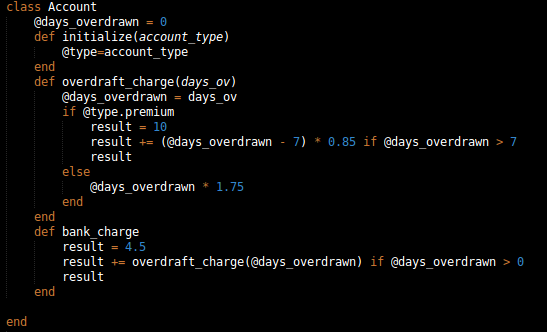 class Account
    @days_overdrawn = 0
    def initialize(account_type)
        @type=account_type
    end
    def overdraft_charge(days_ov)
        @days_overdrawn = days_ov
        if @type.premium
            result = 10
            result += (@days_overdrawn - 7) * 0.85 if @days_overdrawn > 7
            result
        else
            @days_overdrawn * 1.75
        end
    end
    def bank_charge
        result = 4.5
        result += overdraft_charge(@days_overdrawn) if @days_overdrawn > 0
        result
    end

end